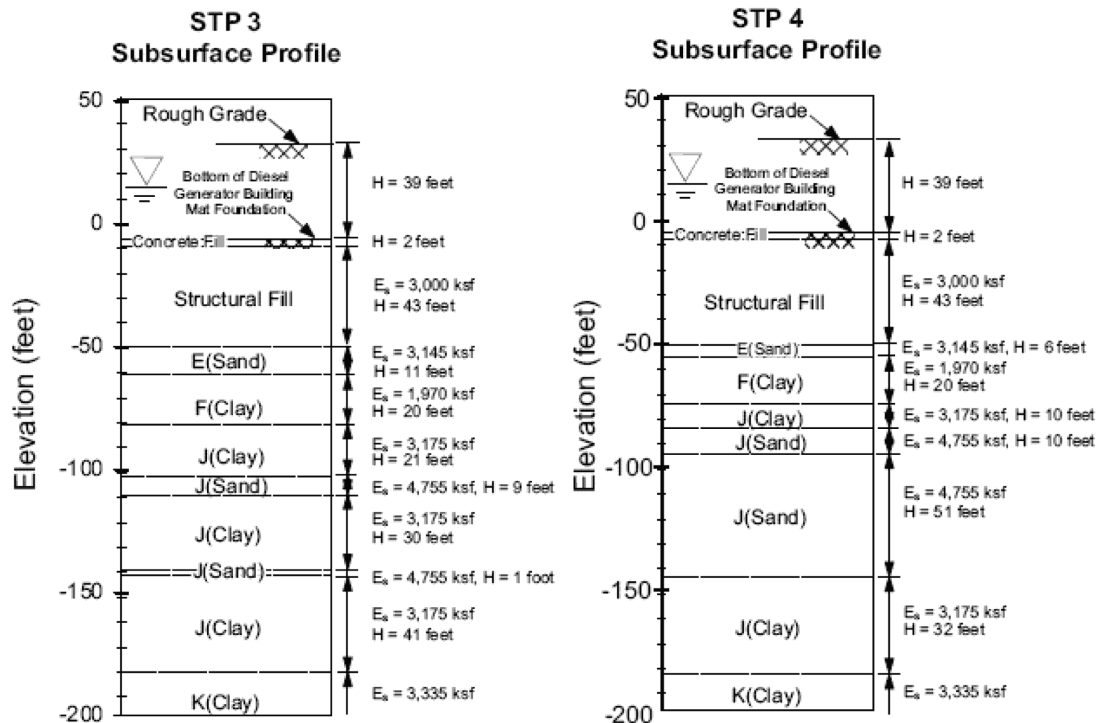 STP 3
Subsurface Profile
50
0
-50
-100
-150
-200
Elevation (feet)
Rough Grade
Bottom of Diesel
Generator Building
Mat Foundation
Concrete Fill
Structural Fill
E(Sand)
F(Clay)
J(Clay)
J(Sand)
J(Clay)
J(Sand)
J(Clay)
K(Clay)
H = 39 feet
H = 2 feet
Es = 3,000 ksf
H = 43 feet
Es = 3,145 ksf
H = 11 feet
Es = 1,970 ksf
H = 20 feet
Es = 3,175 ksf
H = 21 feet
Es = 4,755 ksf, H = 9 feet
Es = 3,175 ksf
H = 30 feet
Es = 4,755 ksf, H = 1 foot
Es = 3,175 ksf
H = 41 feet
Es = 3,335 ksf
STP 4
Subsurface Profile
50
0
-50
-100
-150
-200
Elevation (feet)
Rough Grade
Bottom of Diesel
Generator Building
Mat Foundation
Concrete Fill
Structural Fill
E(Sand)
F(Clay)
J(Clay)
J(Sand)
J(Sand)
J(Clay)
K(Clay)
H = 39 feet
H = 2 feet
Es = 3,000 ksf
H = 43 feet
Es = 3,145 ksf, H = 6 feet
Es = 1,970 ksf
H = 20 feet
Es = 3,175 ksf, H = 10 feet
Es = 4,755 ksf, H = 10 feet
Es = 4,755 ksf
H = 51 feet
Es = 3,175 ksf
H = 32 feet
Es = 3,335 ksf